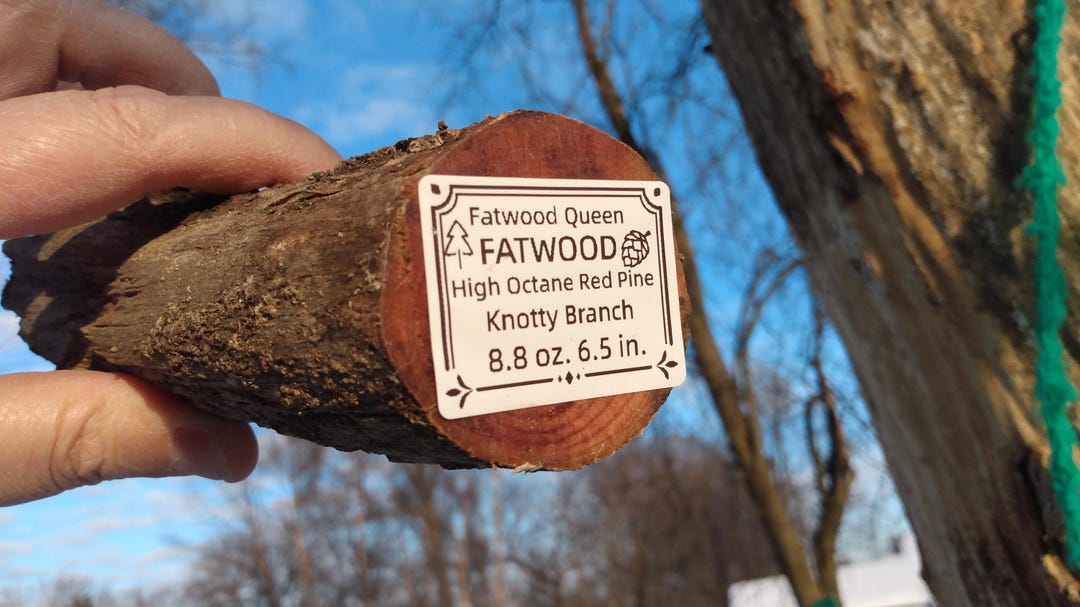 Fatwood Queen
FATWOOD
High Octane Red Pine
Knotty Branch
8.8 oz. 6.5 in.